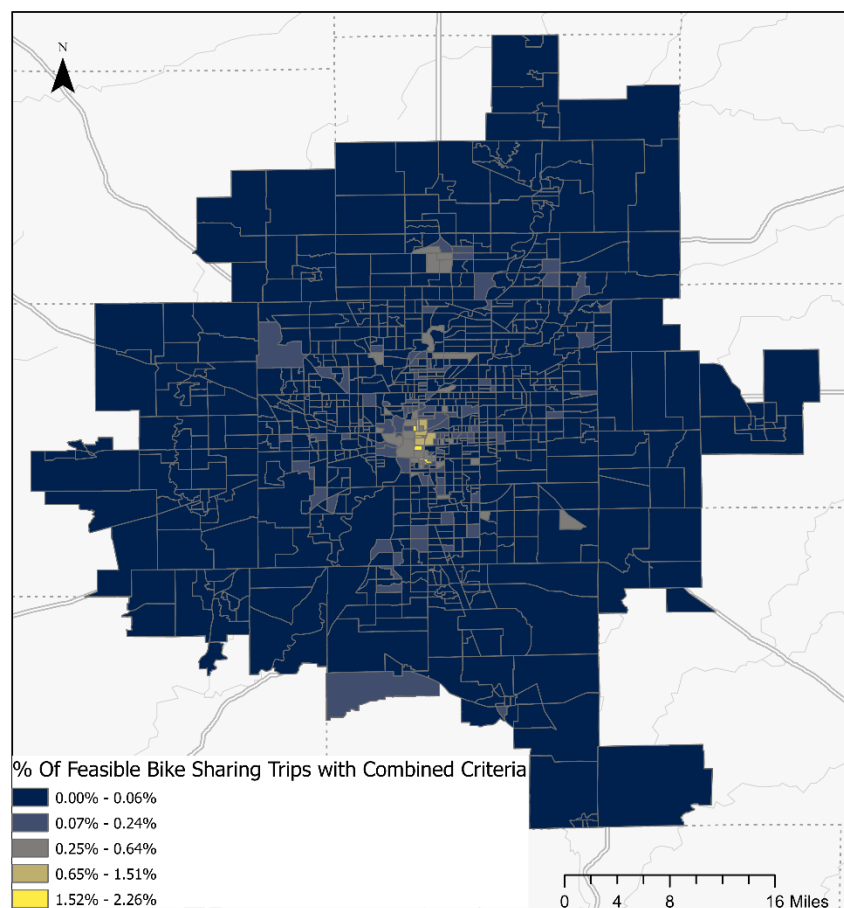 N
% Of Feasible Bike Sharing Trips with Combined Criteria
0.00% - 0.06%
0.07% - 0.24%
0.25% - 0.64%
0.65% - 1.51%
1.52% - 2.26%
0 4 8 16 Miles